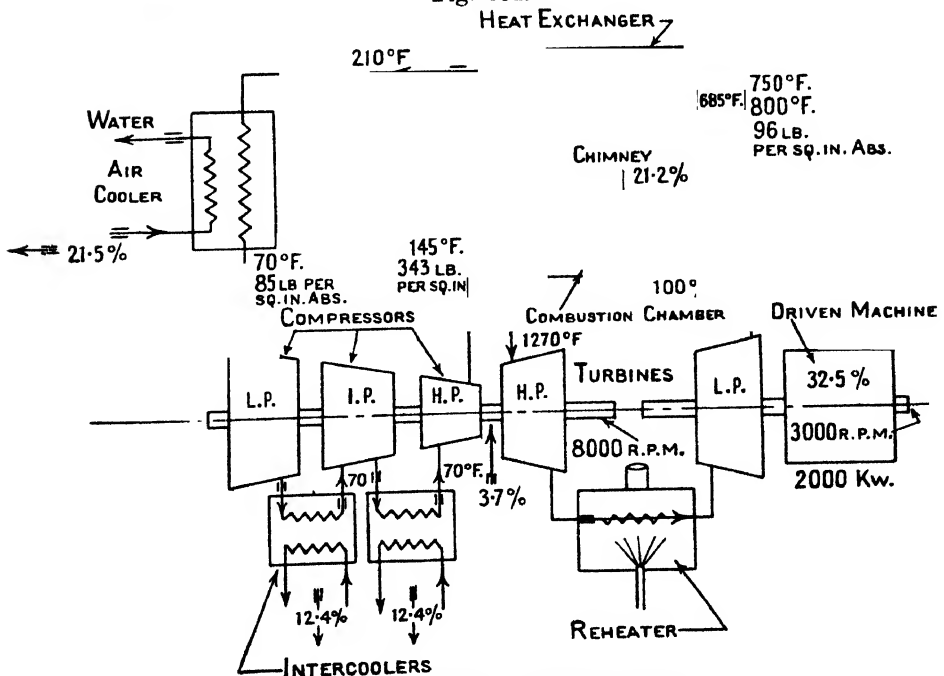 HEAT EXCHANGER
210°F
685°F.
750°F.
800°F.
96 LB.
PER SQ. IN. ABS.
WATER
AIR
COOLER
CHIMNEY
21·2%
21·5%
70°F.
85 LB PER
SQ. IN. ABS.
145°F.
343 LB.
PER SQ. IN
COMPRESSORS
COMBUSTION CHAMBER
100°
DRIVEN MACHINE
1270°F
TURBINES
L.P.
I.P.
H.P.
H.P.
L.P.
32.5 %
8000 R.P.M.
3000 R.P.M.
2000 KW.
70
70°F.
3.7%
12.4%
12.4%
REHEATER
INTERCOOLERS